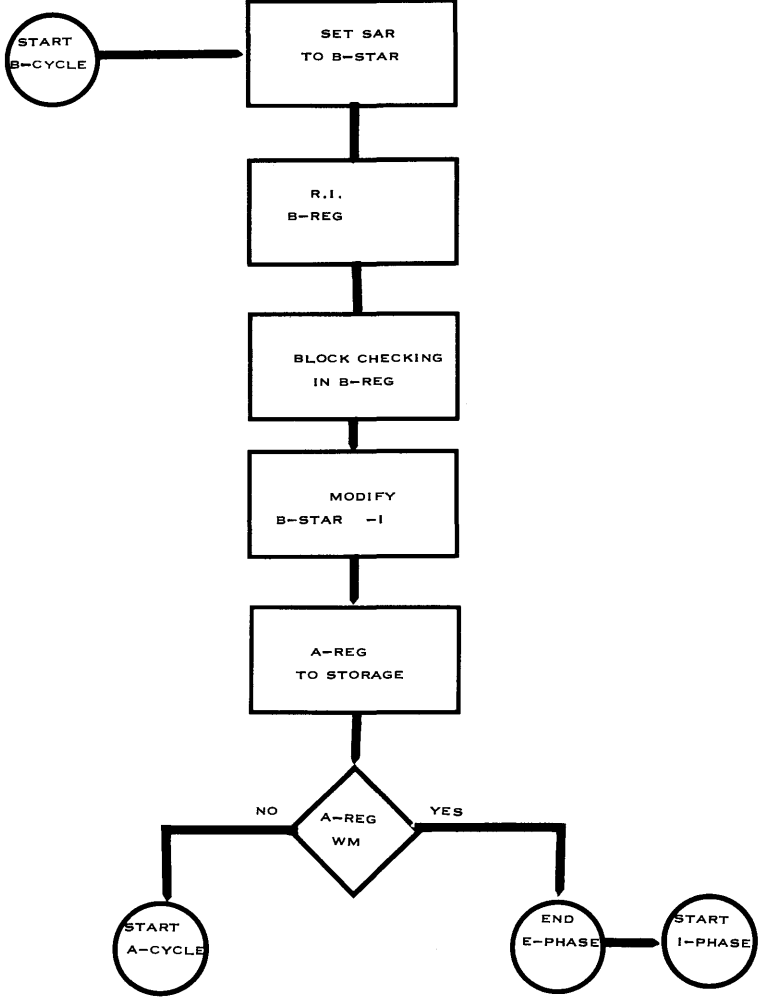 START
B-CYCLE
SET SAR
TO B-STAR
R.I.
B-REG
BLOCK CHECKING
IN B-REG
MODIFY
B-STAR -1
A-REG
TO STORAGE
NO
YES
A-REG
WM
START
A-CYCLE
END
E-PHASE
START
I-PHASE